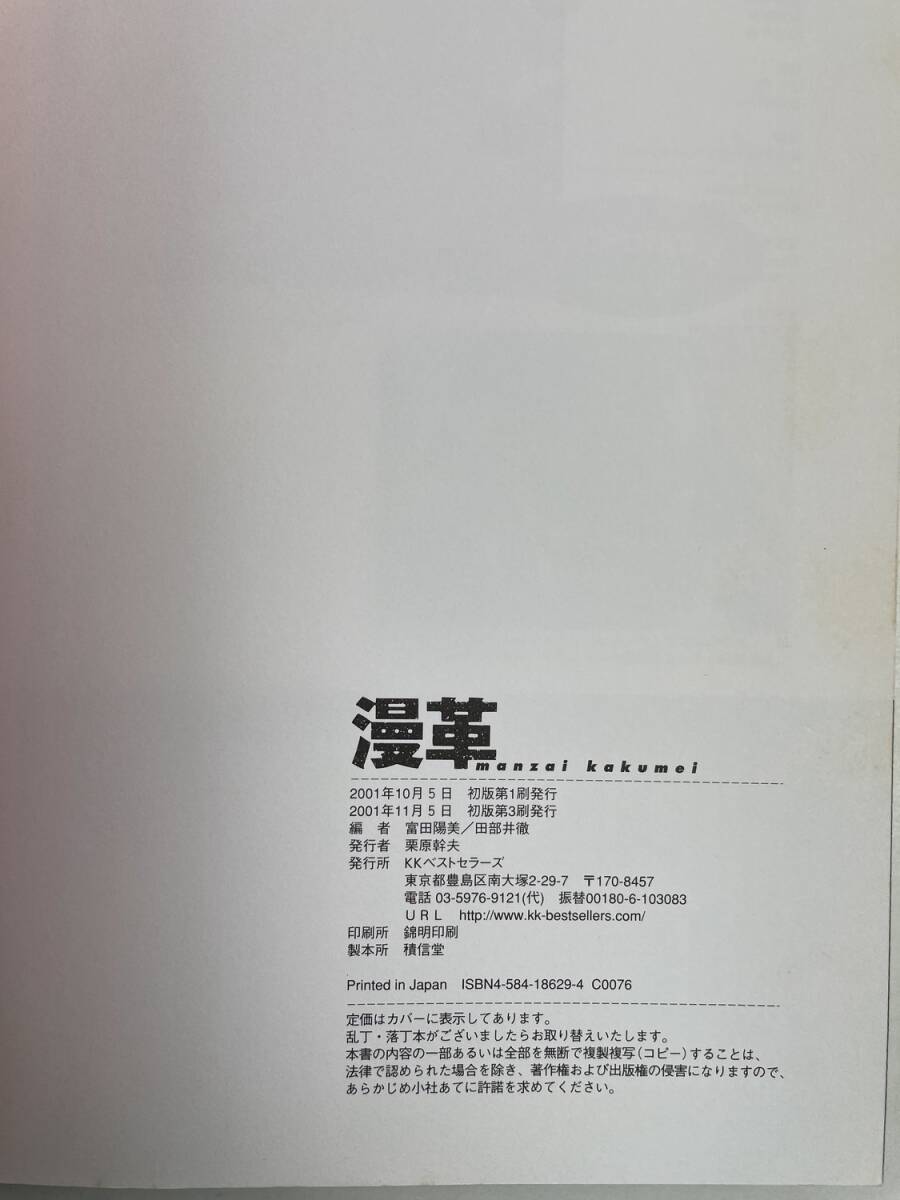 漫革
manzai kakumei
2001年10月5日 初版第1刷発行
2001年11月5日 初版第3刷発行
編 者 富田陽美／田部井徹
発行者 栗原幹夫
発行所 KKベストセラーズ
東京都豊島区南大塚2-29-7 〒170-8457
電話 03-5976-9121(代) 振替00180-6-103083
URL http://www.kk-bestsellers.com/
印刷所 錦明印刷
製本所 積信堂
Printed in Japan ISBN4-584-18629-4 C0076
定価はカバーに表示してあります。
乱丁・落丁本がございましたらお取り替えいたします。
本書の内容の一部あるいは全部を無断で複製複写（コピー）することは、
法律で認められた場合を除き、著作権および出版権の侵害になりますので、
あらかじめ小社あてに許諾を求めてください。